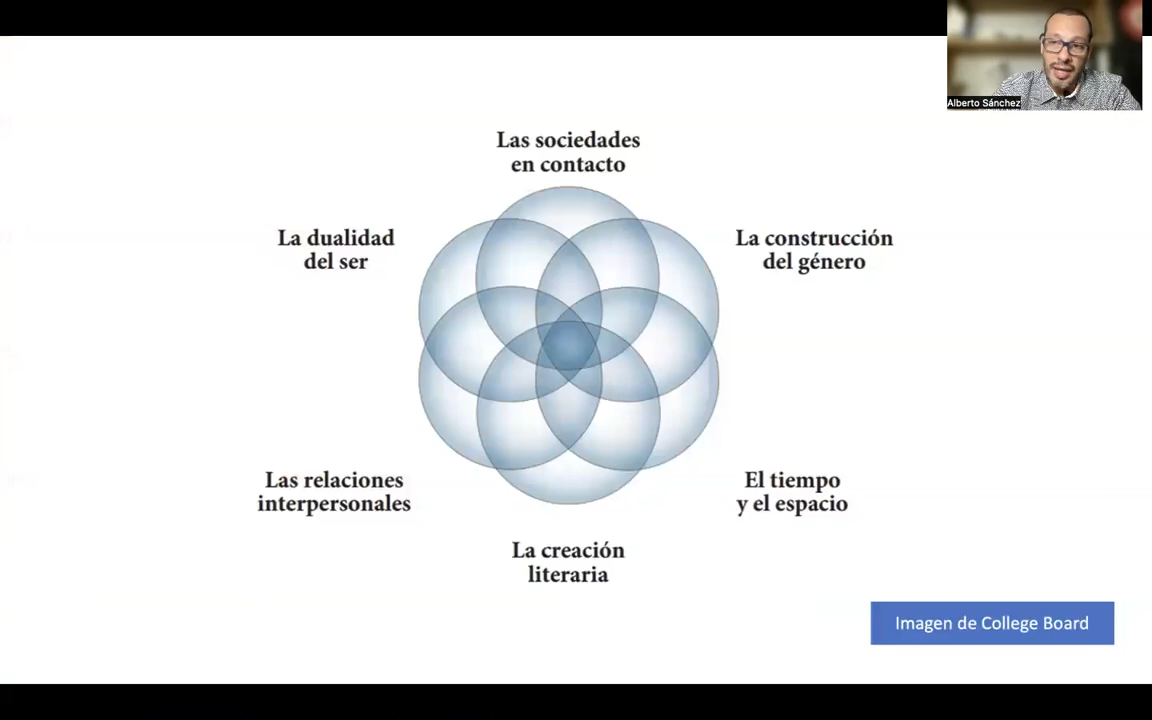 Alberto Sánchez
Las sociedades
en contacto
La dualidad
del ser
La construcción
del género
Las relaciones
interpersonales
El tiempo
y el espacio
La creación
literaria
Imagen de College Board